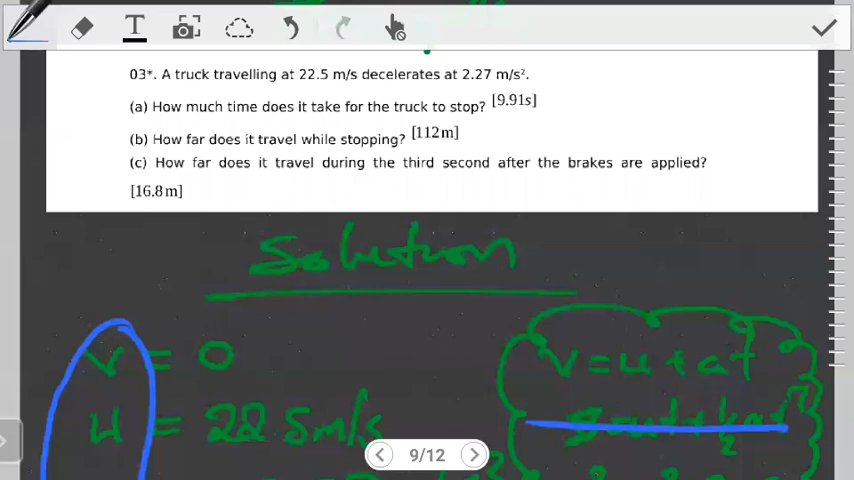 T
03*. A truck travelling at 22.5 m/s decelerates at 2.27 m/s².
(a) How much time does it take for the truck to stop? [9.91s]
(b) How far does it travel while stopping? [112m]
(c) How far does it travel during the third second after the brakes are applied?
[16.8m]
Solution
v = 0
v = u + at
u = 22.5m/s
9/12